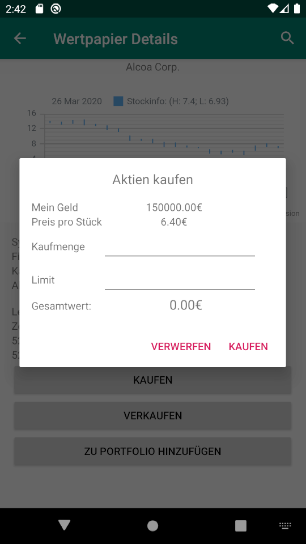 2:42
Wertpapier Details
Alcoa Corp.
26 Mar 2020 Stockinfo: (H: 7.4; L: 6.93)
16
12
8
Aktien kaufen
Mein Geld 150000.00€
Preis pro Stück 6.40€
Kaufmenge
Limit
Gesamtwert: 0.00€
VERWERFEN KAUFEN
KAUFEN
VERKAUFEN
ZU PORTFOLIO HINZUFÜGEN